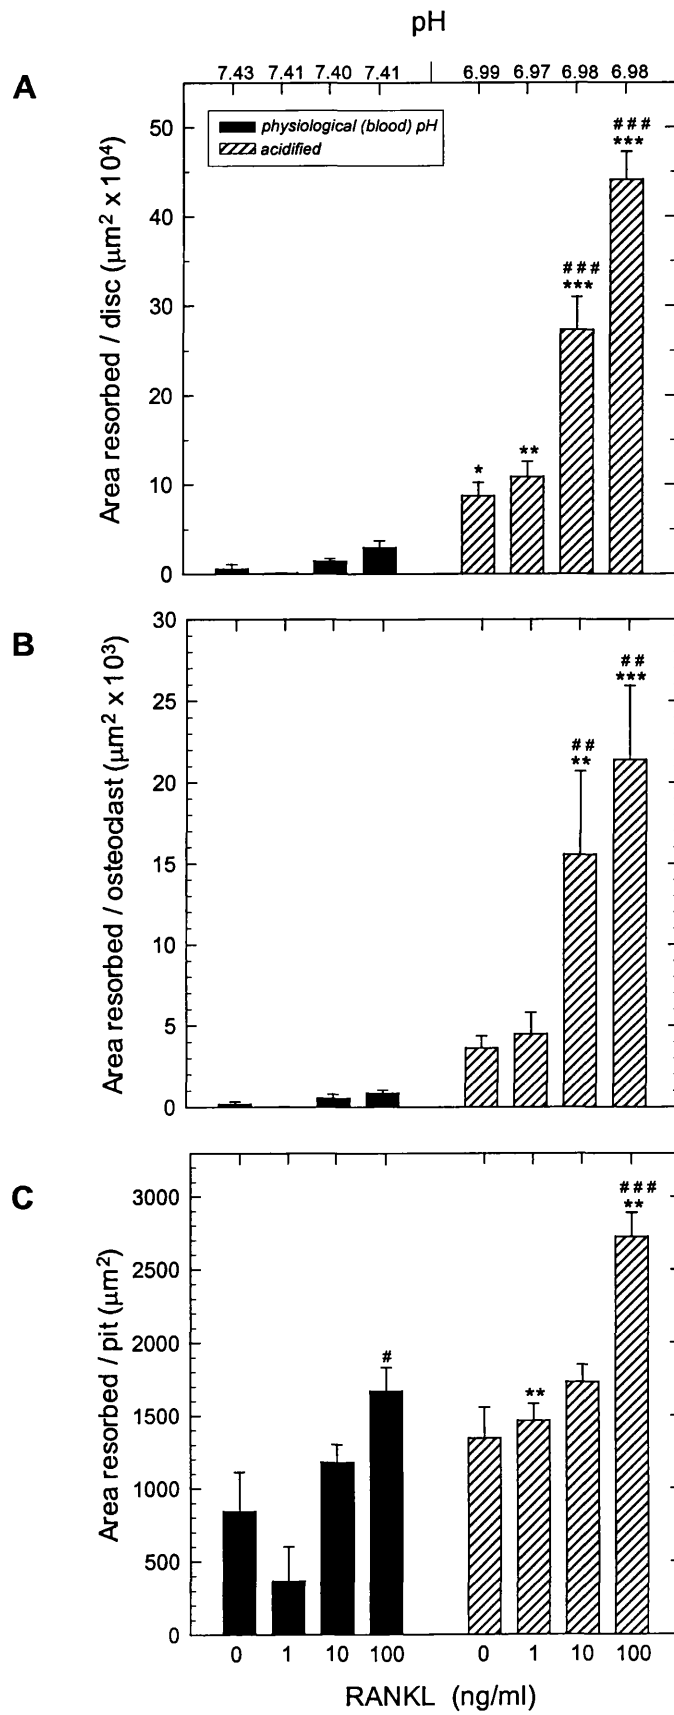 pH
7.43 7.41 7.40 7.41 6.99 6.97 6.98 6.98
A
physiological (blood) pH
acidified
Area resorbed / disc (µm² x 10⁴)
50
40
30
20
10
0
* ** ### *** ### ***
B
Area resorbed / osteoclast (µm² x 10³)
30
25
20
15
10
5
0
## ** ## ***
C
Area resorbed / pit (µm²)
3000
2500
2000
1500
1000
500
0
# ** ### **
0 1 10 100 0 1 10 100
RANKL (ng/ml)